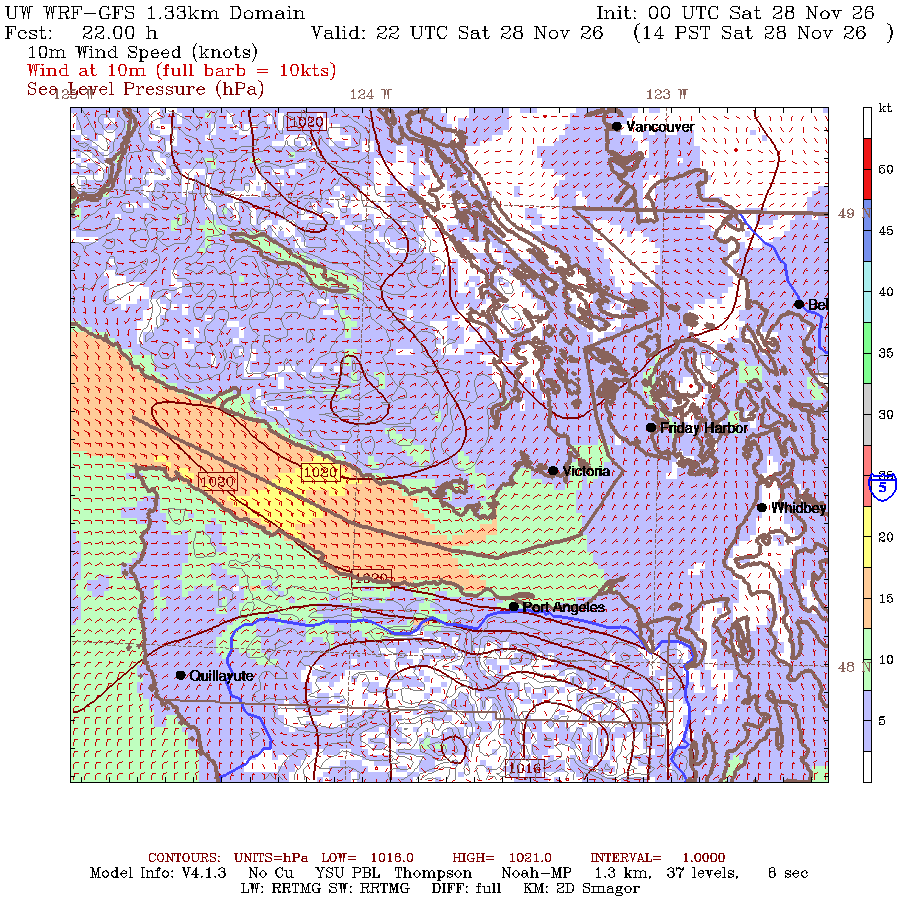 UW WRF-GFS 1.33km Domain Init: 00 UTC Sat 28 Nov 26
Fcst: 22.00 h Valid: 22 UTC Sat 28 Nov 26 (14 PST Sat 28 Nov 26 )
10m Wind Speed (knots)
Wind at 10m (full barb = 10kts)
Sea Level Pressure (hPa)
124 W 123 W
kt
1020
Vancouver
49 N
45
40
Bel
35
30
Friday Harbor
1020
Victoria
1020
5
Whidbey
20
1020
Port Angeles
15
10
48 N
Quillayute
5
1016
CONTOURS: UNITS=hPa LOW= 1016.0 HIGH= 1021.0 INTERVAL= 1.0000
Model Info: V4.1.3 No Cu YSU PBL Thompson Noah-MP 1.3 km, 37 levels, 8 sec
LW: RRTMG SW: RRTMG DIFF: full KM: 2D Smagor